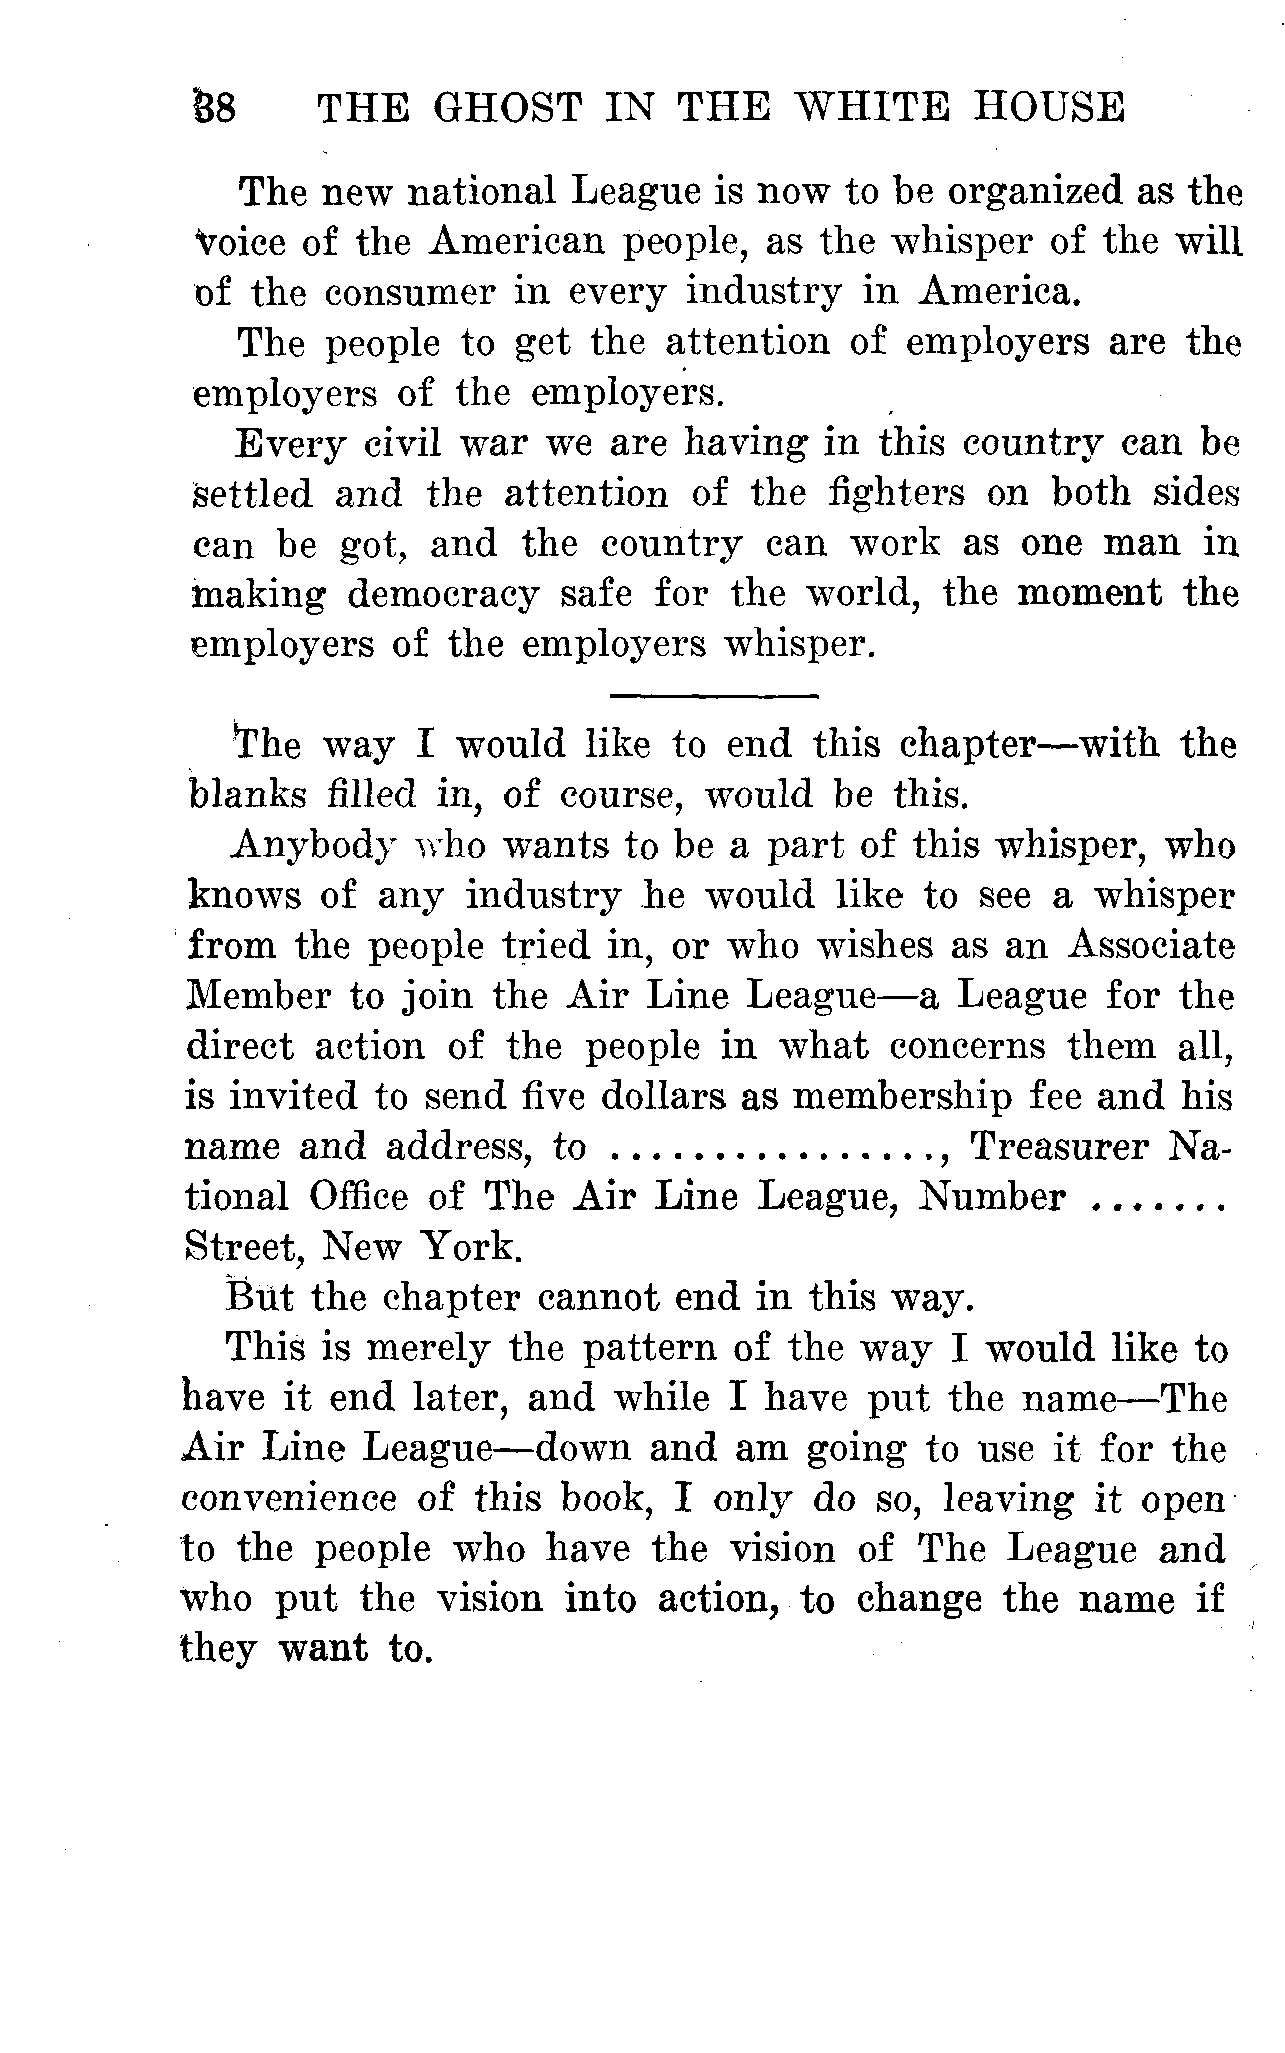 38 THE GHOST IN THE WHITE HOUSE
The new national League is now to be organized as the
voice of the American people, as the whisper of the will
of the consumer in every industry in America.
The people to get the attention of employers are the
employers of the employers.
Every civil war we are having in this country can be
settled and the attention of the fighters on both sides
can be got, and the country can work as one man in
making democracy safe for the world, the moment the
employers of the employers whisper.
The way I would like to end this chapter—with the
blanks filled in, of course, would be this.
Anybody who wants to be a part of this whisper, who
knows of any industry he would like to see a whisper
from the people tried in, or who wishes as an Associate
Member to join the Air Line League—a League for the
direct action of the people in what concerns them all,
is invited to send five dollars as membership fee and his
name and address, to ................, Treasurer Na-
tional Office of The Air Line League, Number .......
Street, New York.
But the chapter cannot end in this way.
This is merely the pattern of the way I would like to
have it end later, and while I have put the name—The
Air Line League—down and am going to use it for the
convenience of this book, I only do so, leaving it open
to the people who have the vision of The League and
who put the vision into action, to change the name if
they want to.